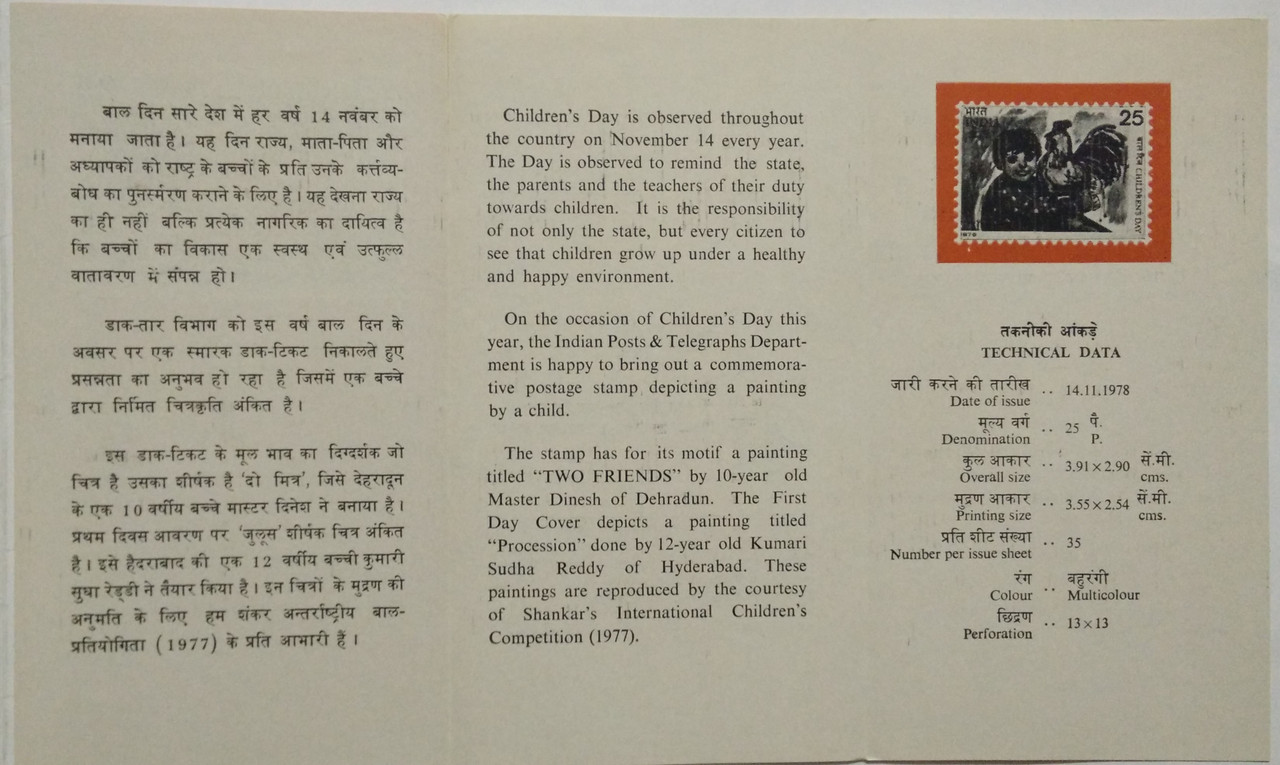 बाल दिन सारे देश में हर वर्ष 14 नवंबर को
मनाया जाता है। यह दिन राज्य, माता-पिता और
अध्यापकों को राष्ट्र के बच्चों के प्रति उनके कर्त्तव्य-
बोध का पुनर्स्मरण कराने के लिए है। यह देखना राज्य
का ही नहीं बल्कि प्रत्येक नागरिक का दायित्व है
कि बच्चों का विकास एक स्वस्थ एवं उत्फुल्ल
वातावरण में संपन्न हो।
डाक-तार विभाग को इस वर्ष बाल दिन के
अवसर पर एक स्मारक डाक-टिकट निकालते हुए
प्रसन्नता का अनुभव हो रहा है जिसमें एक बच्चे
द्वारा निर्मित चित्रकृति अंकित है।
इस डाक-टिकट के मूल भाव का दिग्दर्शक जो
चित्र है उसका शीर्षक है ‘दो मित्र’, जिसे देहरादून
के एक 10 वर्षीय बच्चे मास्टर दिनेश ने बनाया है।
प्रथम दिवस आवरण पर ‘जुलूस’ शीर्षक चित्र अंकित
है। इसे हैदराबाद की एक 12 वर्षीय बच्ची कुमारी
सुधा रेड्डी ने तैयार किया है। इन चित्रों के मुद्रण की
अनुमति के लिए हम शंकर अन्तर्राष्ट्रीय बाल-
प्रतियोगिता (1977) के प्रति आभारी हैं।
Children’s Day is observed throughout
the country on November 14 every year.
The Day is observed to remind the state,
the parents and the teachers of their duty
towards children. It is the responsibility
of not only the state, but every citizen to
see that children grow up under a healthy
and happy environment.
On the occasion of Children’s Day this
year, the Indian Posts & Telegraphs Depart-
ment is happy to bring out a commemora-
tive postage stamp depicting a painting
by a child.
The stamp has for its motif a painting
titled “TWO FRIENDS” by 10-year old
Master Dinesh of Dehradun. The First
Day Cover depicts a painting titled
“Procession” done by 12-year old Kumari
Sudha Reddy of Hyderabad. These
paintings are reproduced by the courtesy
of Shankar’s International Children’s
Competition (1977).
भारत
INDIA
25
बाल दिन CHILDREN'S DAY
1978
तकनीकी आंकड़े
TECHNICAL DATA
जारी करने की तारीख
Date of issue .. 14.11.1978
मूल्य वर्ग .. 25 पै.
Denomination P.
कुल आकार .. 3.91×2.90 सें.मी.
Overall size cms.
मुद्रण आकार .. 3.55×2.54 सें.मी.
Printing size cms.
प्रति शीट संख्या .. 35
Number per issue sheet
रंग .. बहुरंगी
Colour Multicolour
छिद्रण .. 13×13
Perforation